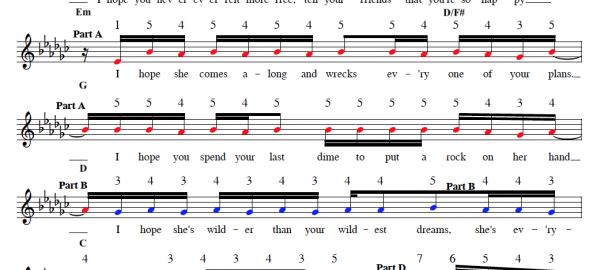 I hope you nev-er ev-er felt more free, tell your friends that you're so hap-py
Em D/F#
Part A 1 5 4 5 4 5 5 5 4 5 5 4 3 5
I hope she comes a – long and wrecks ev – 'ry one of your plans
G
Part A 5 5 4 5 4 5 5 5 5 4 5 4 3 4
I hope you spend your last dime to put a rock on her hand
D
Part B 3 4 3 4 3 4 3 4 4 5 4 4 3 4 3
Part B
I hope she's wild – er than your wild – est dreams, she's ev – 'ry –
C
4 3 4 3 4 5 7 6 5 4 3
Part D